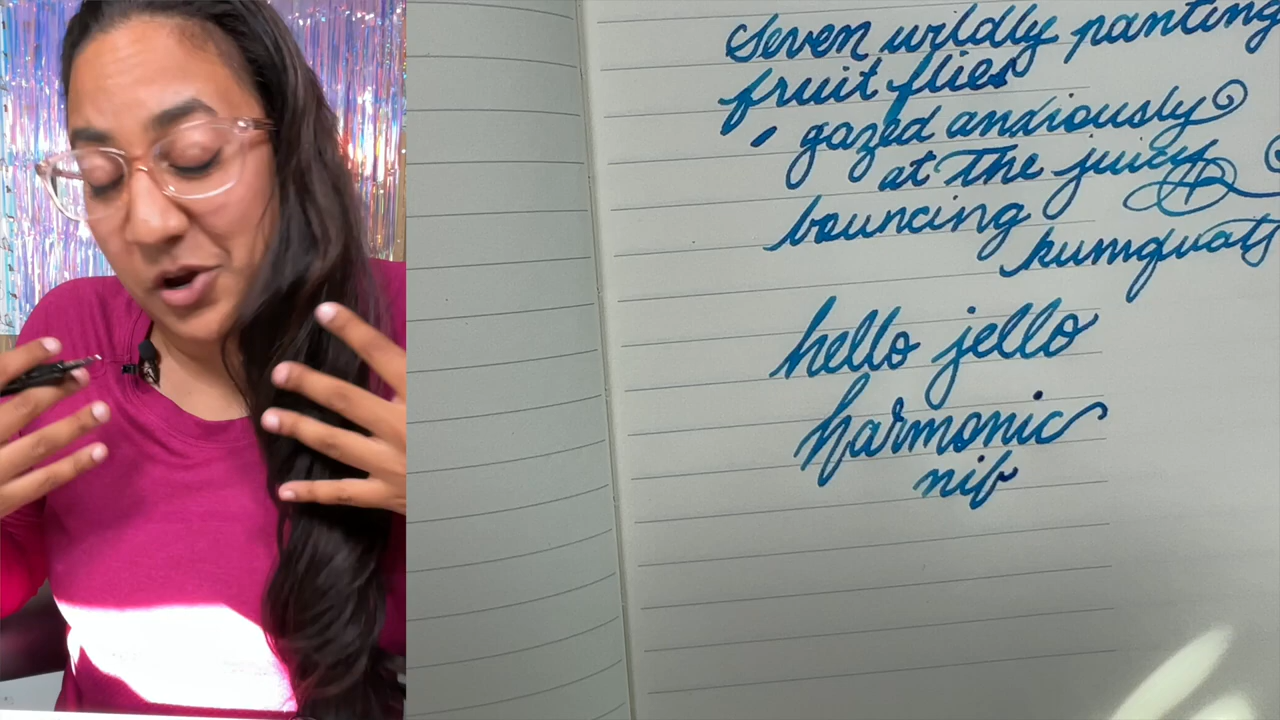 Seven wildly panting
fruit flies
gazed anxiously
at the juicy
bouncing
kumquats
hello jello
harmonic
nib